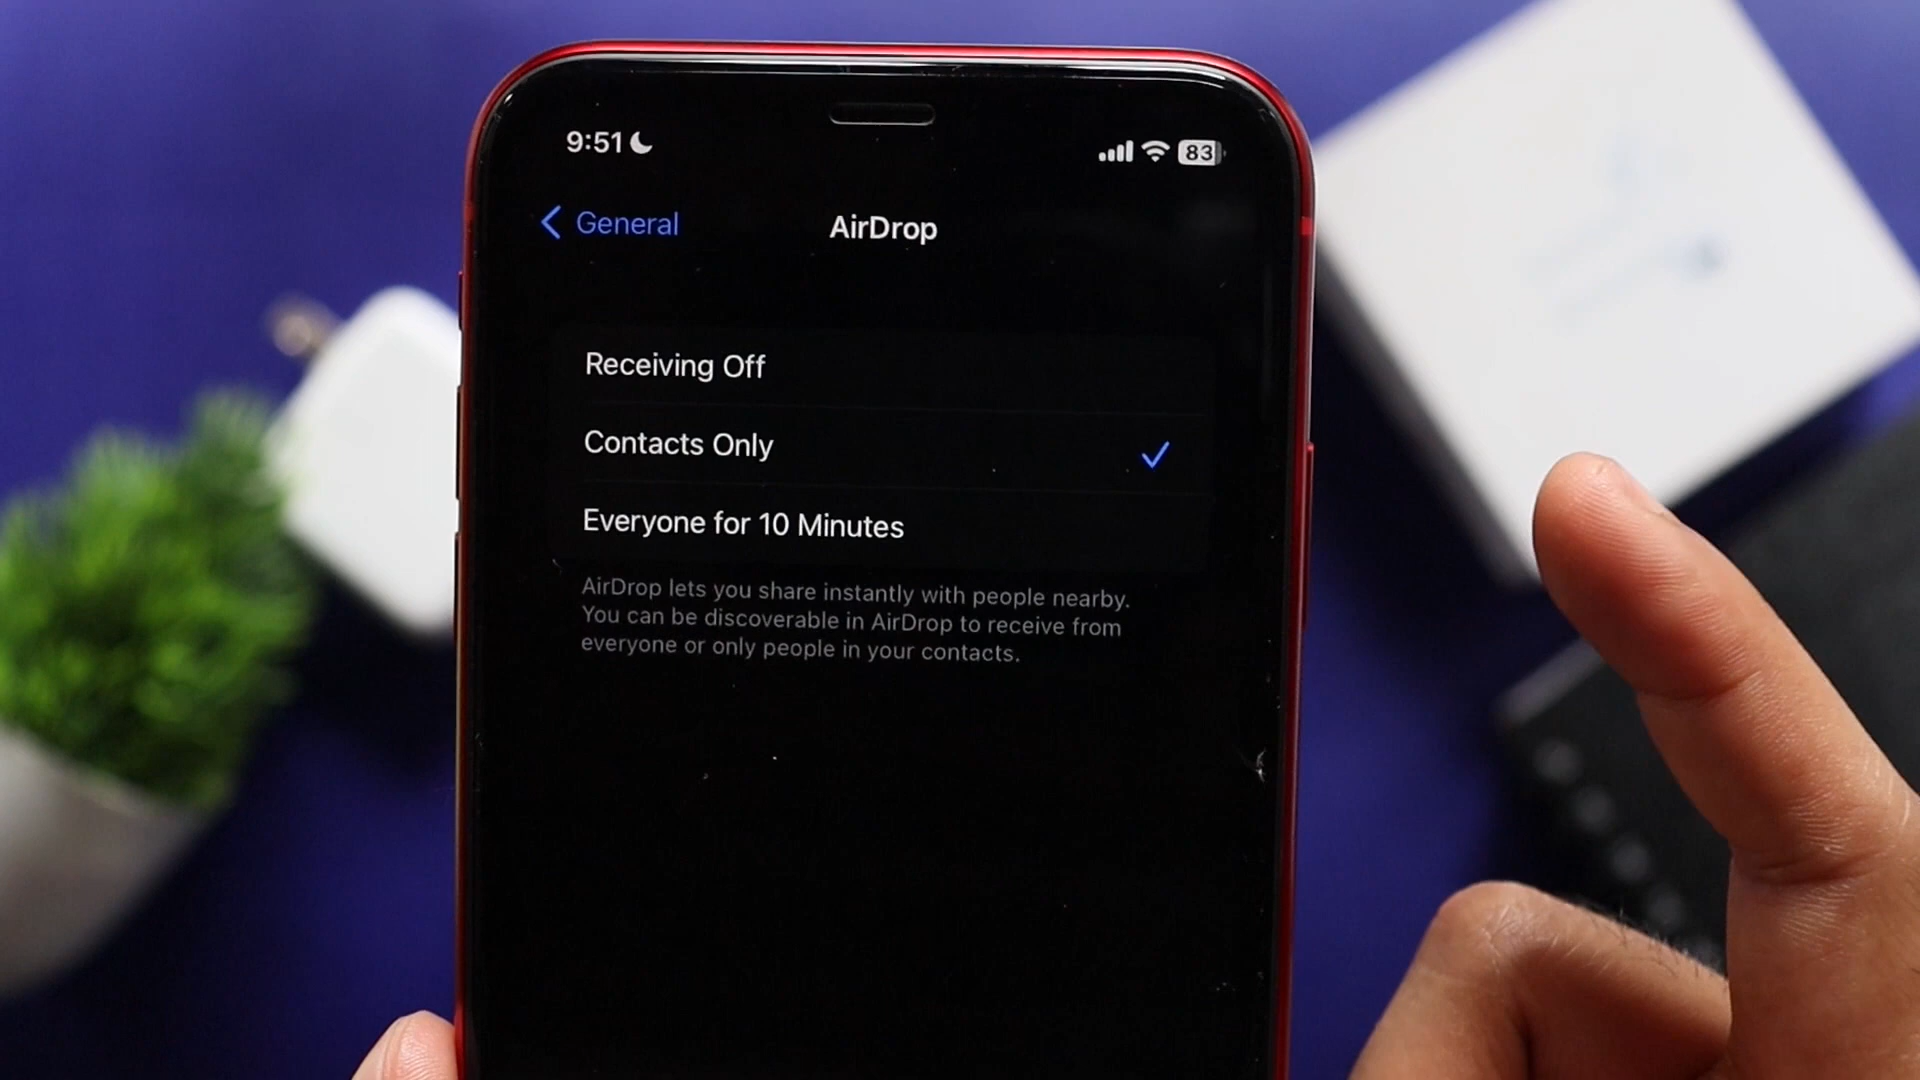 9:51
83
General
AirDrop
Receiving Off
Contacts Only
Everyone for 10 Minutes
AirDrop lets you share instantly with people nearby.
You can be discoverable in AirDrop to receive from
everyone or only people in your contacts.